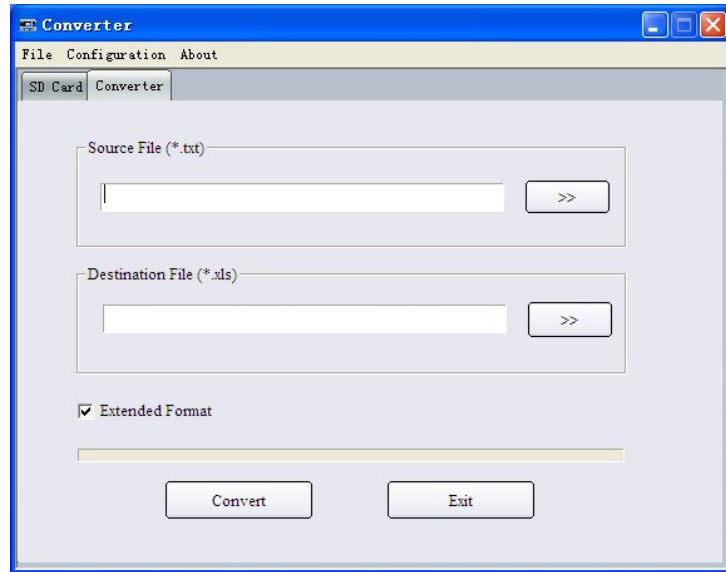 Converter
File Configuration About
SD Card Converter
Source File (*.txt)
>>
Destination File (*.xls)
>>
Extended Format
Convert Exit